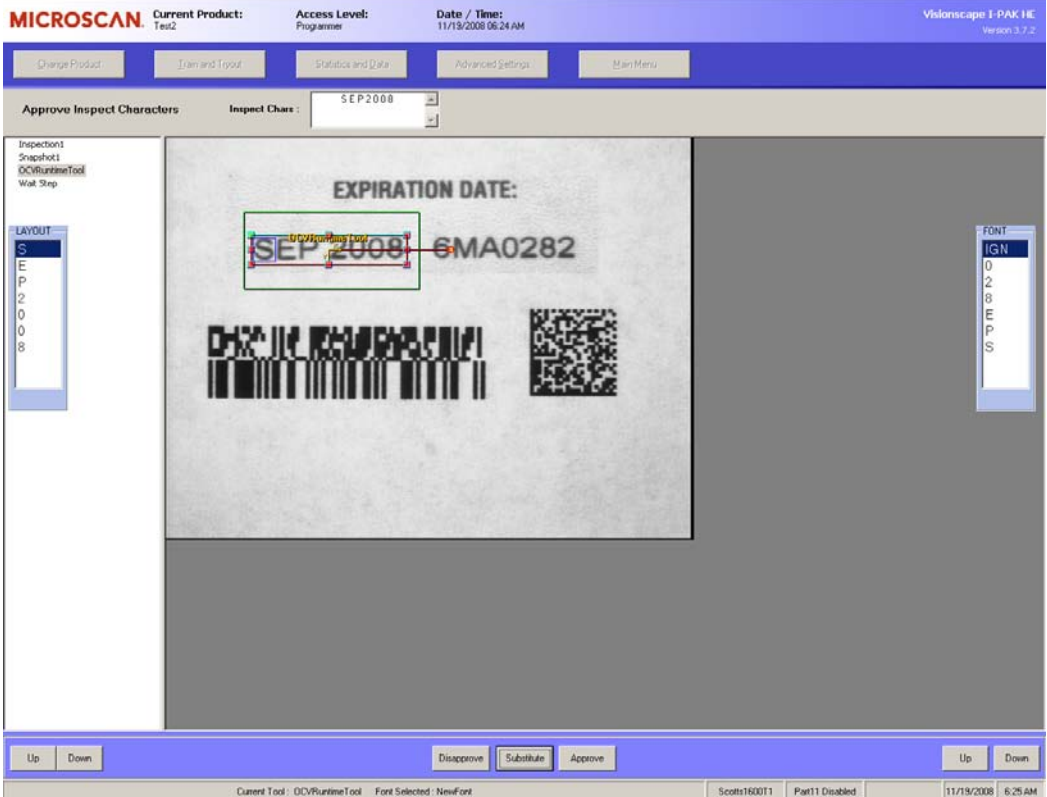 MICROSCAN.
Current Product:
Test2
Access Level:
Programmer
Date / Time:
11/19/2008 06:24 AM
Visionscape I-PAK HE
Version 3.7.2
Change Product
Train and Tryout
Statistics and Data
Advanced Settings
Main Menu
Approve Inspect Characters
Inspect Chars :
SEP2008
Inspection1
Snapshot1
OCVRuntimeTool
Wait Step
EXPIRATION DATE:
OCVRuntimeTool
SEP 2008 6MA0282
LAYOUT
S
E
P
2
0
0
8
FONT
IGN
0
2
8
E
P
S
Up
Down
Disapprove
Substitute
Approve
Up
Down
Current Tool : OCVRuntimeTool Font Selected : NewFont
Scotts1600T1
Part11 Disabled
11/19/2008
6:25 AM